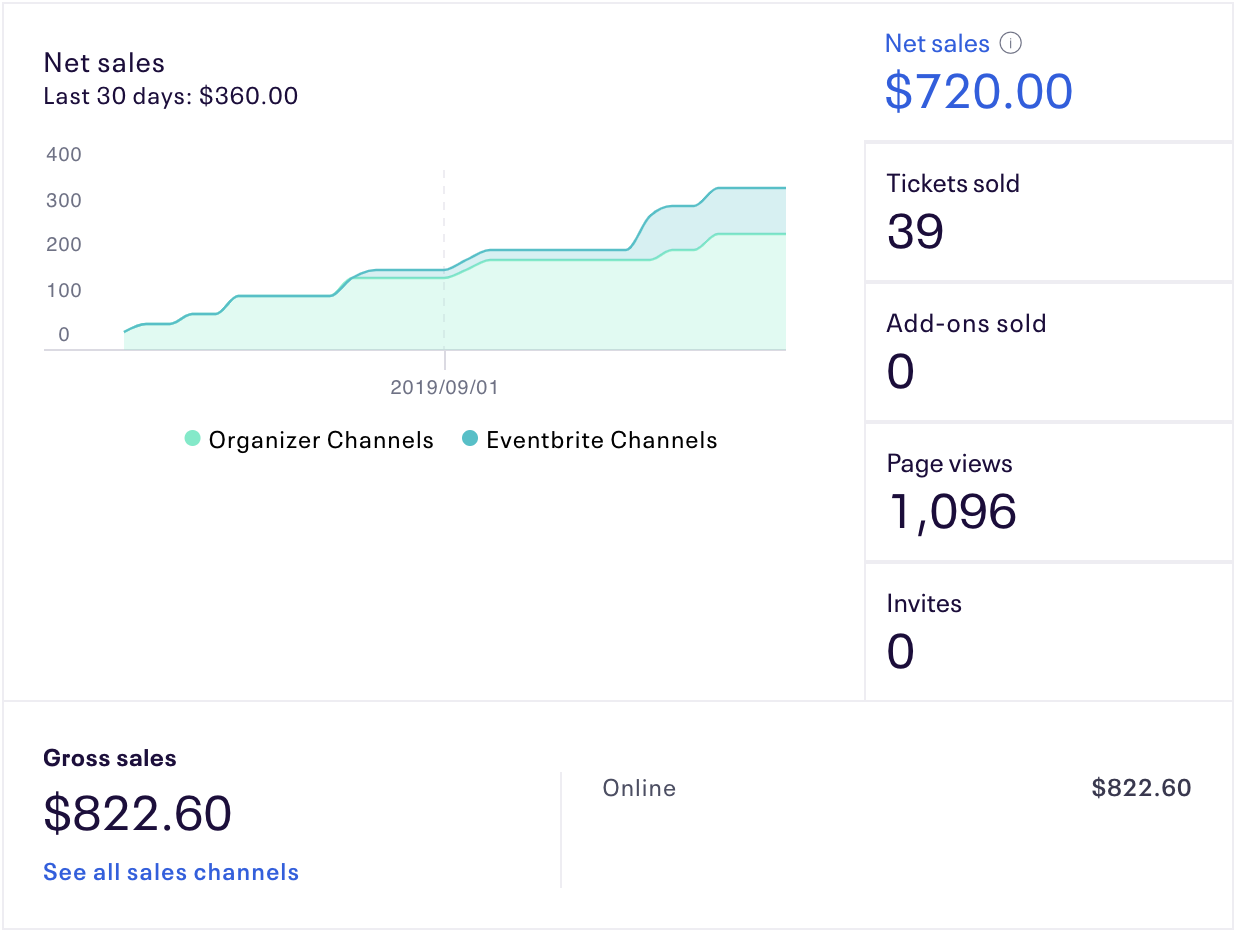 Net sales
Last 30 days: $360.00
400
300
200
100
0
2019/09/01
Organizer Channels
Eventbrite Channels
Net sales
$720.00
Tickets sold
39
Add-ons sold
0
Page views
1,096
Invites
0
Gross sales
$822.60
See all sales channels
Online $822.60